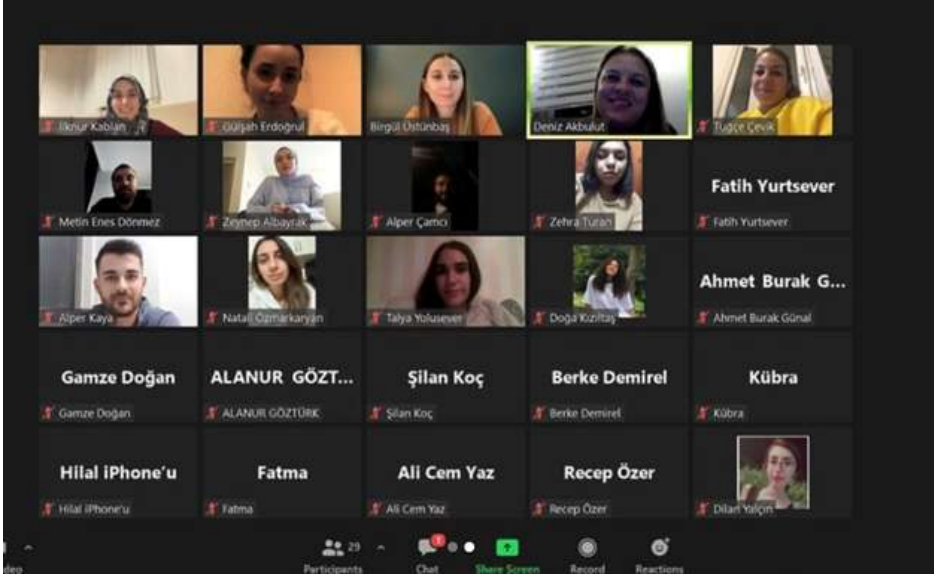 İlknur Kablan
Gülşah Erdoğrul
Birgül Üstünbaş
Deniz Akbulut
Tuğçe Çevik
Metin Enes Dönmez
Zeynep Albayrak
Alper Çamcı
Zehra Turan
Fatih Yurtsever
Fatih Yurtsever
Alper Kaya
Natali Özmarkaryan
Talya Yolusever
Doğa Kızıltaş
Ahmet Burak G...
Ahmet Burak Günal
Gamze Doğan
Gamze Doğan
ALANUR GÖZT...
ALANUR GÖZTÜRK
Şilan Koç
Şilan Koç
Berke Demirel
Berke Demirel
Kübra
Kübra
Hilal iPhone'u
Hilal iPhone'u
Fatma
Fatma
Ali Cem Yaz
Ali Cem Yaz
Recep Özer
Recep Özer
Dilan Yalçın
deo
29
Participants
1
Chat
Share Screen
Record
Reactions